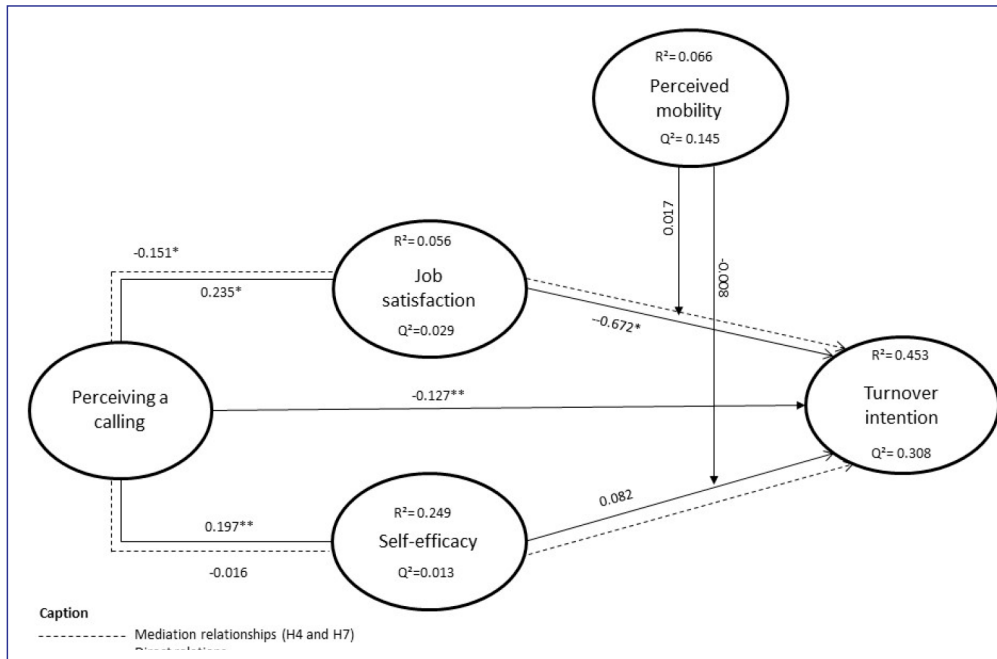 R²= 0.066
Perceived
mobility
Q²= 0.145
0.017
-0.008
-0.151*
0.235*
R²= 0.056
Job
satisfaction
Q²=0.029
--0.672*
R²= 0.453
Turnover
intention
Q²= 0.308
Perceiving a
calling
-0.127**
0.197**
-0.016
R²= 0.249
Self-efficacy
Q²=0.013
0.082
Caption
Mediation relationships (H4 and H7)
Direct relations